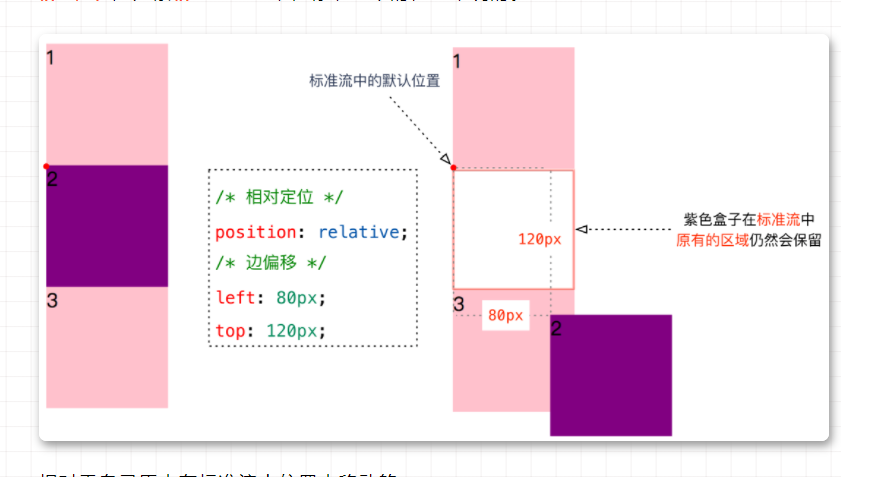 1
2
3
/* 相对定位 */
position: relative;
/* 边偏移 */
left: 80px;
top: 120px;
标准流中的默认位置
1
120px
紫色盒子在标准流中
原有的区域仍然会保留
3
80px
2